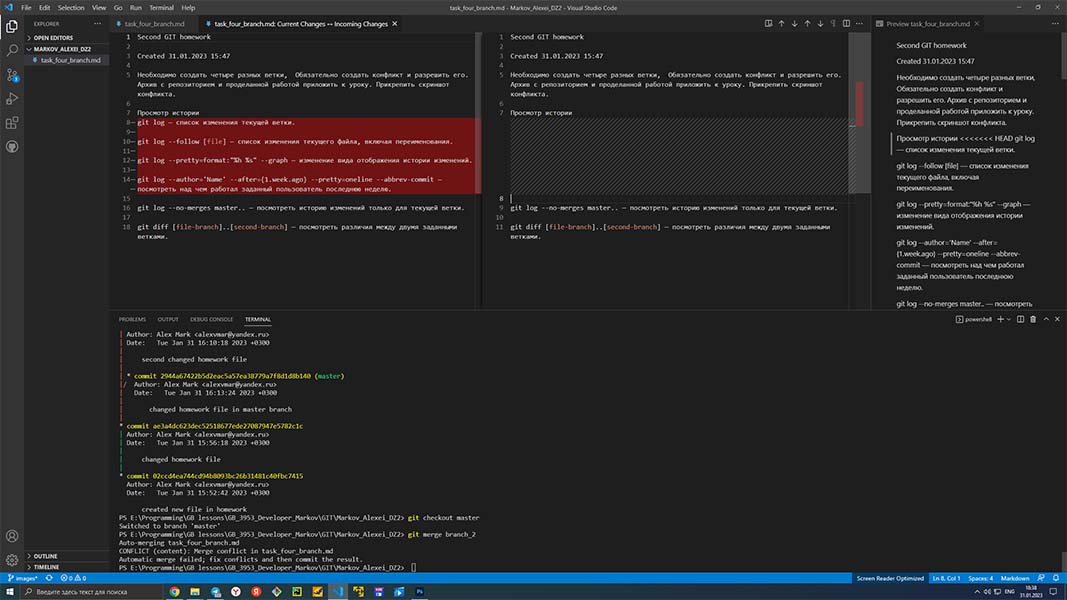 File Edit Selection View Go Run Terminal Help
task_four_branch.md: Current Changes ↔ Incoming Changes - Markov_Alexei_DZ2 - Visual Studio Code
EXPLORER
OPEN EDITORS
MARKOV_ALEXEI_DZ2
task_four_branch.md
OUTLINE
TIMELINE
task_four_branch.md
task_four_branch.md: Current Changes ↔ Incoming Changes
1 Second GIT homework
2
3 Created 31.01.2023 15:47
4
5 Необходимо создать четыре разных ветки, Обязательно создать конфликт и разрешить его.
Архив с репозиторием и проделанной работой приложить к уроку. Прикрепить скриншот
конфликта.
6
7 Просмотр истории
8— git log — список изменения текущей ветки.
9—
10— git log --follow [file] — список изменения текущего файла, включая переименования.
11—
12— git log --pretty=format:"%h %s" --graph — изменение вида отображения истории изменений.
13—
14— git log --author='Name' --after={1.week.ago} --pretty=oneline --abbrev-commit —
посмотреть над чем работал заданный пользователь последнюю неделю.
15
16 git log --no-merges master.. — посмотреть историю изменений только для текущей ветки.
17
18 git diff [file-branch]..[second-branch] — посмотреть различия между двумя заданными
ветками.
1 Second GIT homework
2
3 Created 31.01.2023 15:47
4
5 Необходимо создать четыре разных ветки, Обязательно создать конфликт и разрешить его.
Архив с репозиторием и проделанной работой приложить к уроку. Прикрепить скриншот
конфликта.
6
7 Просмотр истории
8
9 git log --no-merges master.. — посмотреть историю изменений только для текущей ветки.
10
11 git diff [file-branch]..[second-branch] — посмотреть различия между двумя заданными
ветками.
Preview task_four_branch.md
Second GIT homework
Created 31.01.2023 15:47
Необходимо создать четыре разных ветки,
Обязательно создать конфликт и
разрешить его. Архив с репозиторием и
проделанной работой приложить к уроку.
Прикрепить скриншот конфликта.
Просмотр истории <<<<<<< HEAD git log
— список изменения текущей ветки.
git log --follow [file] — список изменения
текущего файла, включая
переименования.
git log --pretty=format:"%h %s" --graph —
изменение вида отображения истории
изменений.
git log --author='Name' --after=
{1.week.ago} --pretty=oneline --abbrev-
commit — посмотреть над чем работал
заданный пользователь последнюю
неделю.
git log --no-merges master.. — посмотреть
PROBLEMS OUTPUT DEBUG CONSOLE TERMINAL
powershell
| Author: Alex Mark <alexvmar@yandex.ru>
| Date: Tue Jan 31 16:10:18 2023 +0300
|
| second changed homework file
|
| * commit 2944a67422b5d2eac5a57ea38779a7f8d1d8b140 (master)
|/ Author: Alex Mark <alexvmar@yandex.ru>
| Date: Tue Jan 31 16:13:24 2023 +0300
|
| changed homework file in master branch
|
* commit ae3a4dc623dec52518677ede27087947e5782c1c
| Author: Alex Mark <alexvmar@yandex.ru>
| Date: Tue Jan 31 15:56:18 2023 +0300
|
| changed homework file
|
* commit 02ccd4ea744cd94b8093bc26b31481c40fbc7415
Author: Alex Mark <alexvmar@yandex.ru>
Date: Tue Jan 31 15:52:42 2023 +0300
created new file in homework
PS E:\Programming\GB lessons\GB_3953_Developer_Markov\GIT\Markov_Alexei_DZ2> git checkout master
Switched to branch 'master'
PS E:\Programming\GB lessons\GB_3953_Developer_Markov\GIT\Markov_Alexei_DZ2> git merge branch_2
Auto-merging task_four_branch.md
CONFLICT (content): Merge conflict in task_four_branch.md
Automatic merge failed; fix conflicts and then commit the result.
PS E:\Programming\GB lessons\GB_3953_Developer_Markov\GIT\Markov_Alexei_DZ2>
images* 0 0
Screen Reader Optimized Ln 8, Col 1 Spaces: 4 Markdown
Введите здесь текст для поиска
ENG
16:38
31.01.2023